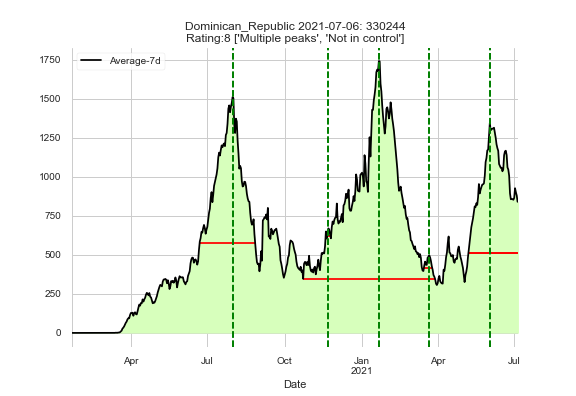 Dominican_Republic 2021-07-06: 330244
Rating:8 ['Multiple peaks', 'Not in control']
Average-7d
1750
1500
1250
1000
750
500
250
0
Apr Jul Oct Jan Apr Jul
2021
Date